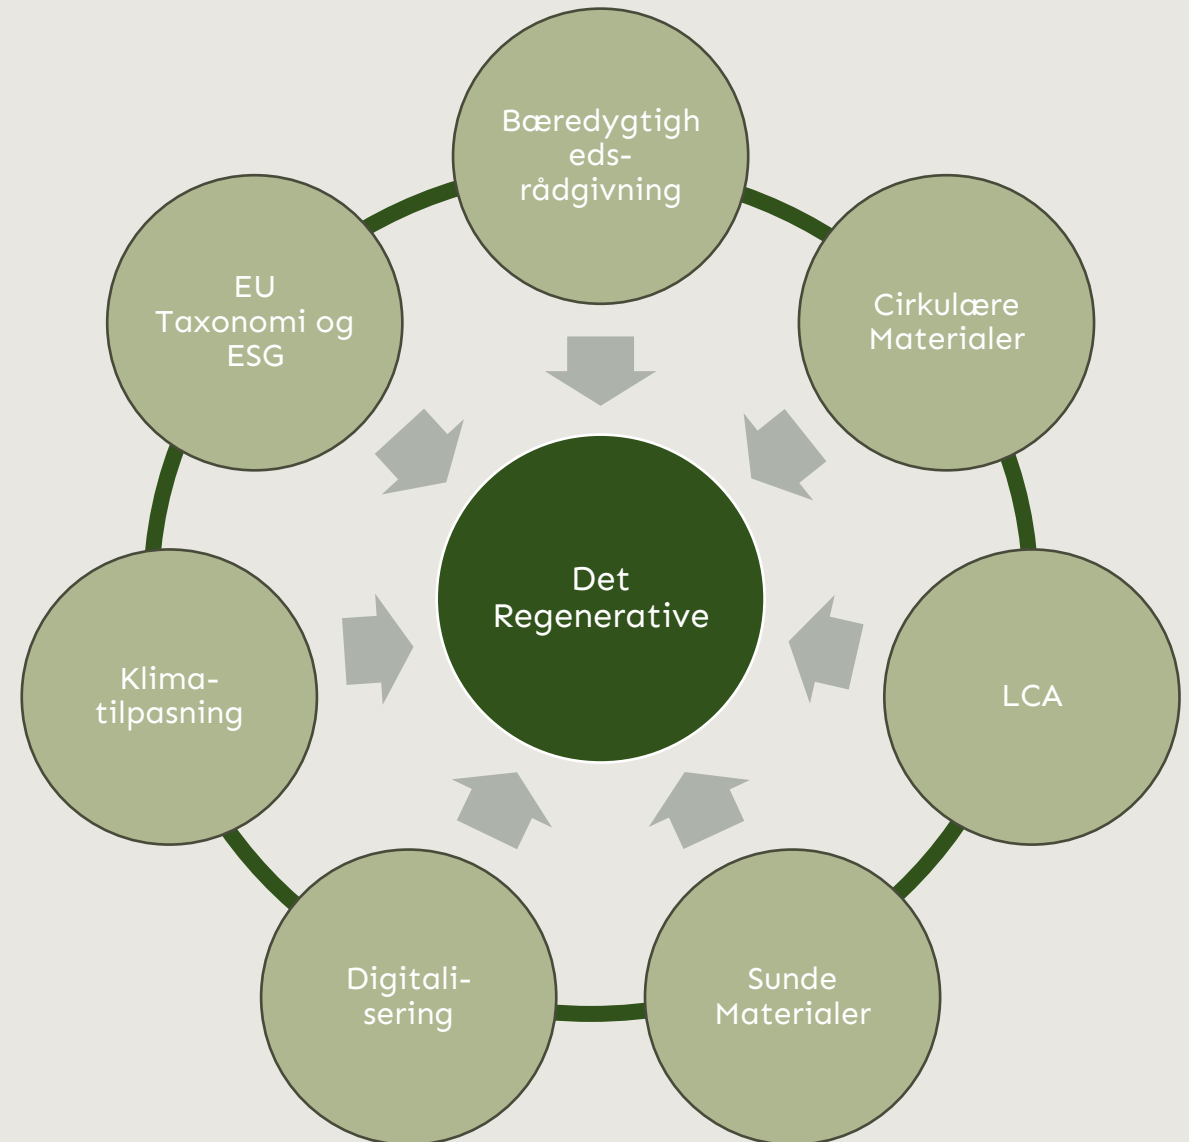 Bæredygtigh
eds-
rådgivning
Cirkulære
Materialer
LCA
Sunde
Materialer
Digitali-
sering
Klima-
tilpasning
EU
Taxonomi og
ESG
Det
Regenerative